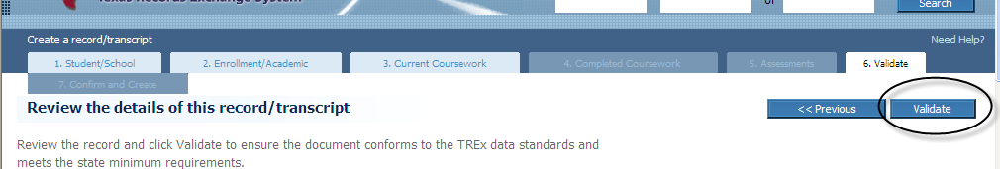 Texas Records Exchange System
or
Search
Create a record/transcript
Need Help?
1. Student/School
2. Enrollment/Academic
3. Current Coursework
4. Completed Coursework
5. Assessments
6. Validate
7. Confirm and Create
Review the details of this record/transcript
<< Previous
Validate
Review the record and click Validate to ensure the document conforms to the TREx data standards and
meets the state minimum requirements.